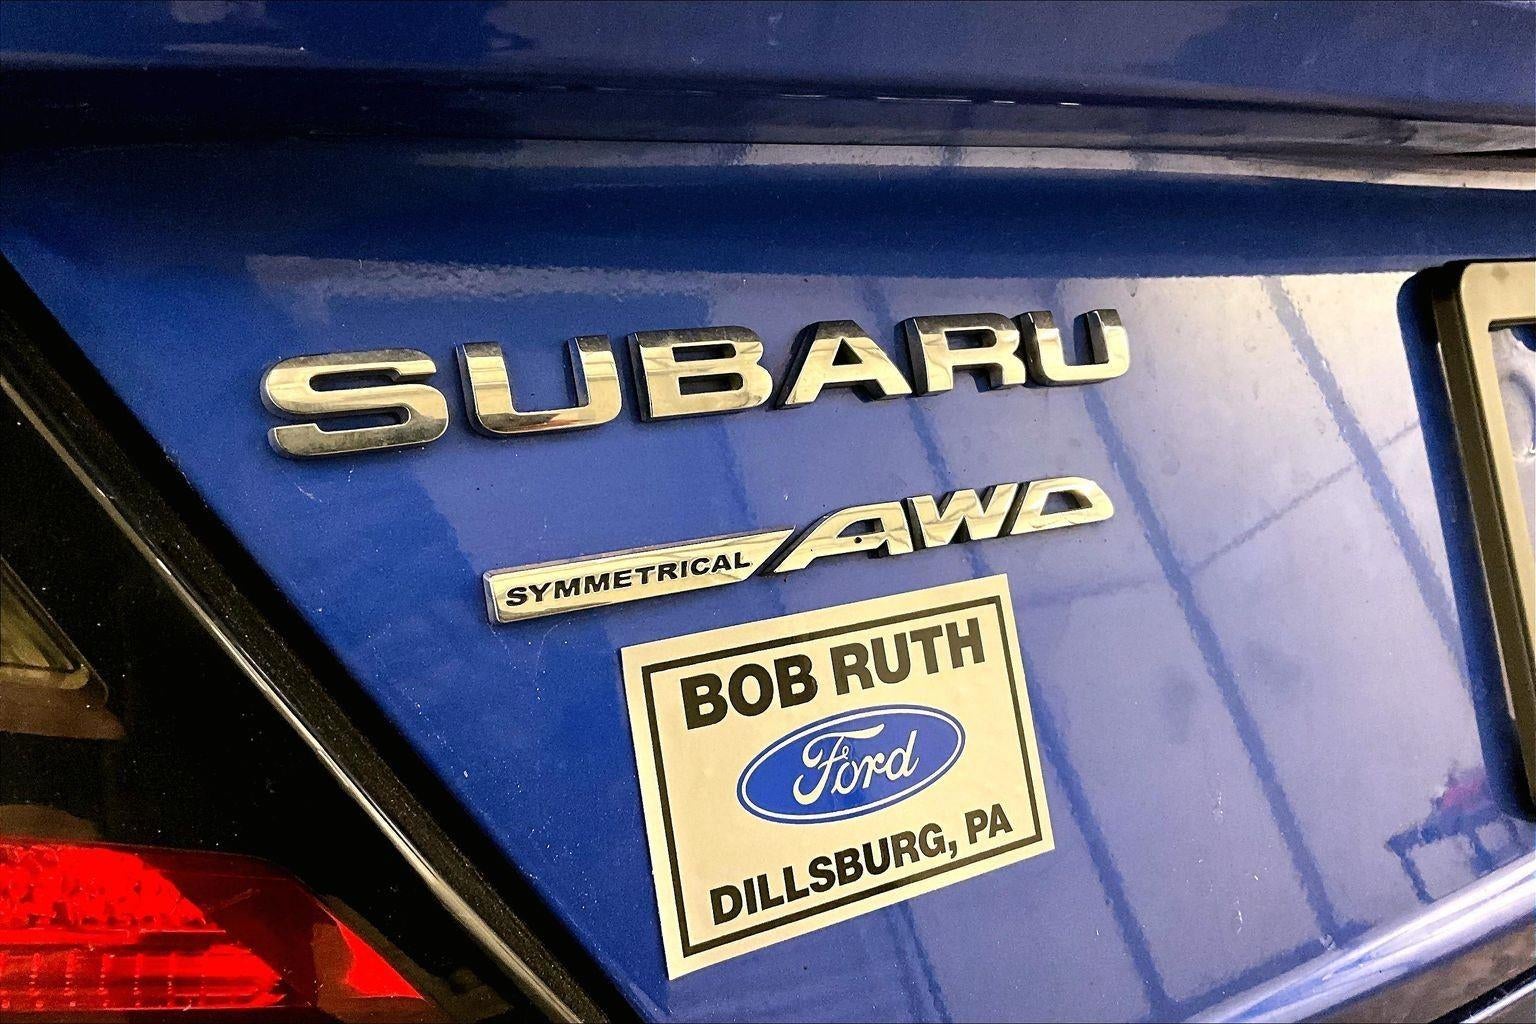 SUBARU
SYMMETRICAL AWD
BOB RUTH
Ford
DILLSBURG, PA